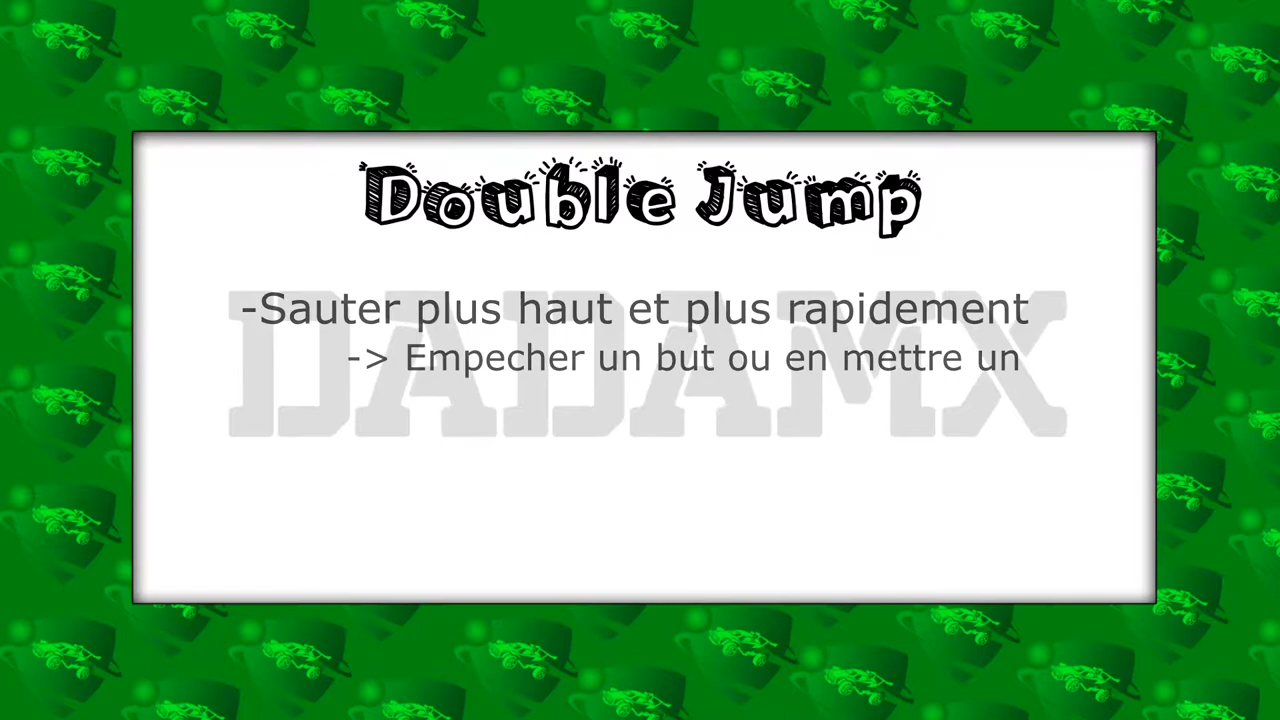 Double Jump
-Sauter plus haut et plus rapidement
-> Empecher un but ou en mettre un
DADAMX